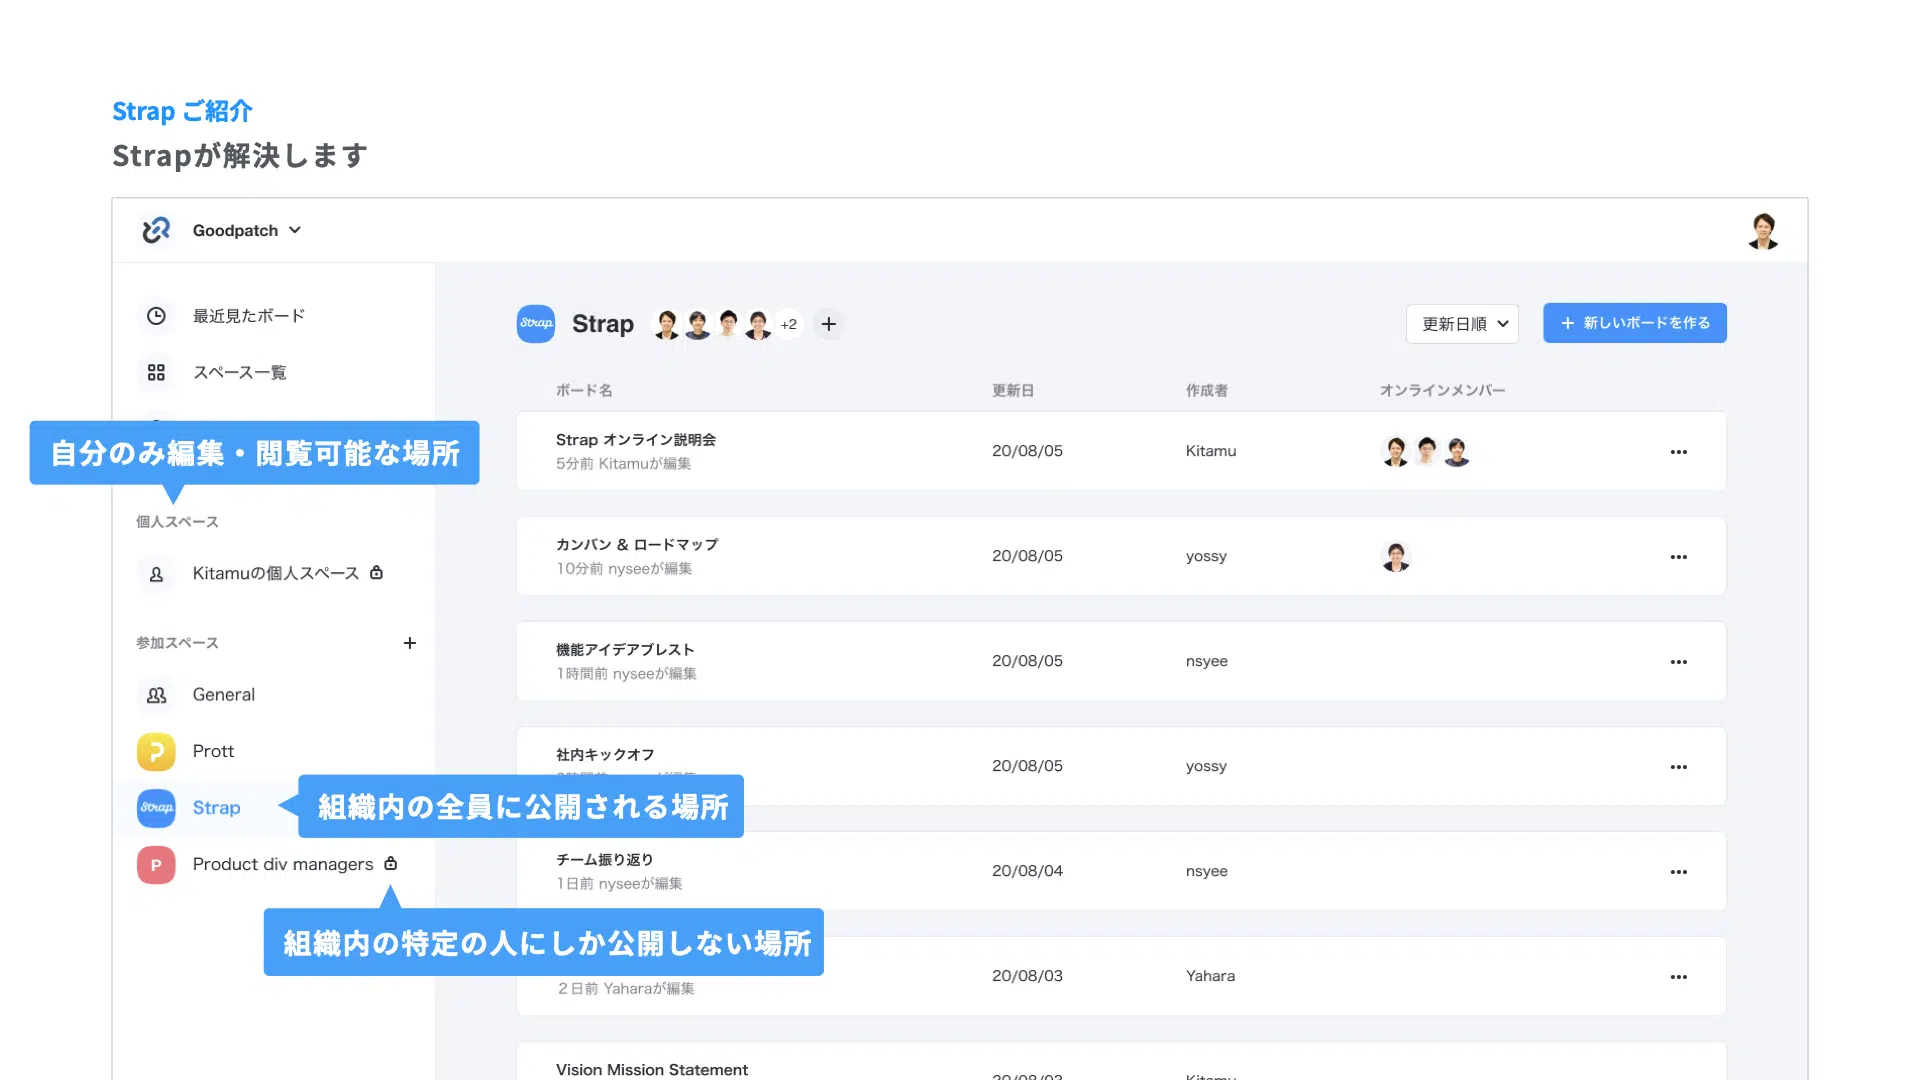 Strap ご紹介
Strapが解決します
Goodpatch
最近見たボード
スペース一覧
自分のみ編集・閲覧可能な場所
個人スペース
Kitamuの個人スペース
参加スペース
General
Prott
Strap
Strap
組織内の全員に公開される場所
P
Product div managers
組織内の特定の人にしか公開しない場所
Strap
Strap
+2
更新日順
新しいボードを作る
ボード名 更新日 作成者 オンラインメンバー
Strap オンライン説明会
5分前 Kitamuが編集
20/08/05 Kitamu
カンバン & ロードマップ
10分前 nyseeが編集
20/08/05 yossy
機能アイデアブレスト
1時間前 nyseeが編集
20/08/05 nsyee
社内キックオフ
20/08/05 yossy
チーム振り返り
1日前 nyseeが編集
20/08/04 nsyee
2日前 Yaharaが編集
20/08/03 Yahara
Vision Mission Statement